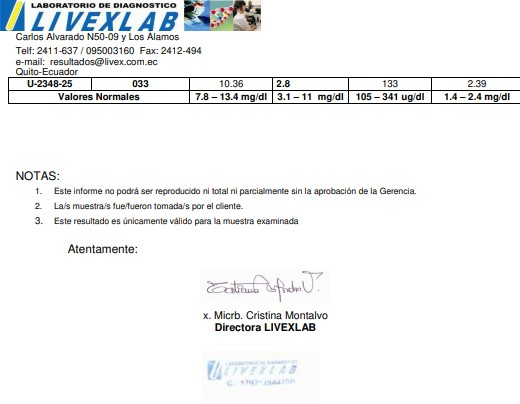 LABORATORIO DE DIAGNOSTICO
LIVEXLAB
Carlos Alvarado N50-09 y Los Alamos
Telf: 2411-637 / 095003160 Fax: 2412-494
e-mail: resultados@livex.com.ec
Quito-Ecuador
U-2348-25 033 10.36 2.8 133 2.39
Valores Normales 7.8 – 13.4 mg/dl 3.1 – 11 mg/dl 105 – 341 ug/dl 1.4 – 2.4 mg/dl
NOTAS:
1. Este informe no podrá ser reproducido ni total ni parcialmente sin la aprobación de la Gerencia.
2. La/s muestra/s fue/fueron tomada/s por el cliente.
3. Este resultado es únicamente válido para la muestra examinada
Atentamente:
x. Micrb. Cristina Montalvo
Directora LIVEXLAB
LABORATORIO DE DIAGNOSTICO
LIVEXLAB